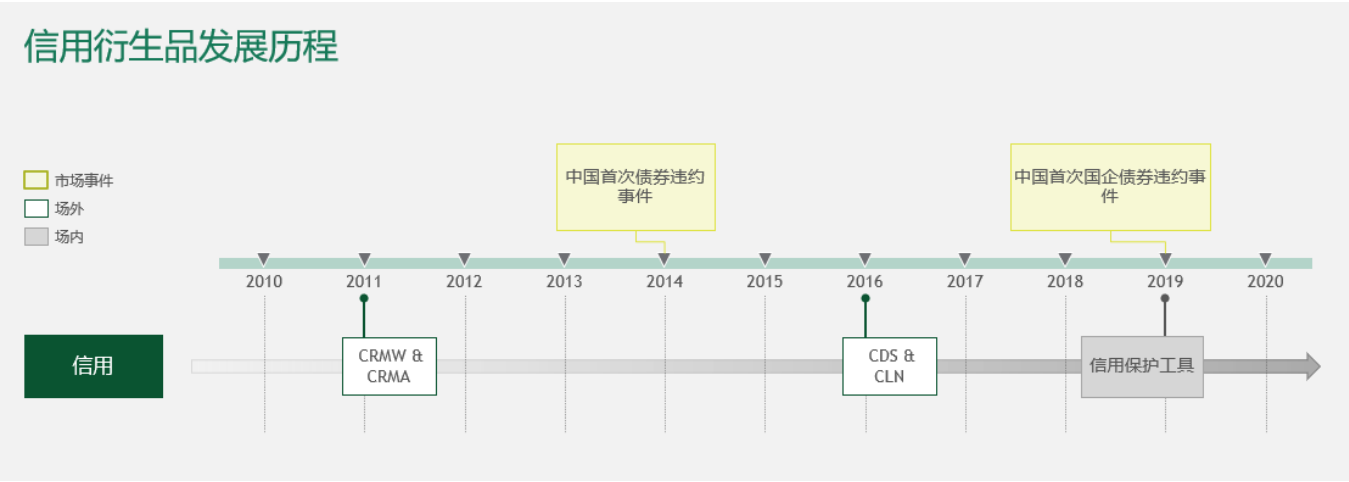 信用衍生品发展历程
市场事件
场外
场内
中国首次债券违约
事件
中国首次国企债券违约事
件
2010
2011
2012
2013
2014
2015
2016
2017
2018
2019
2020
信用
CRMW &
CRMA
CDS &
CLN
信用保护工具